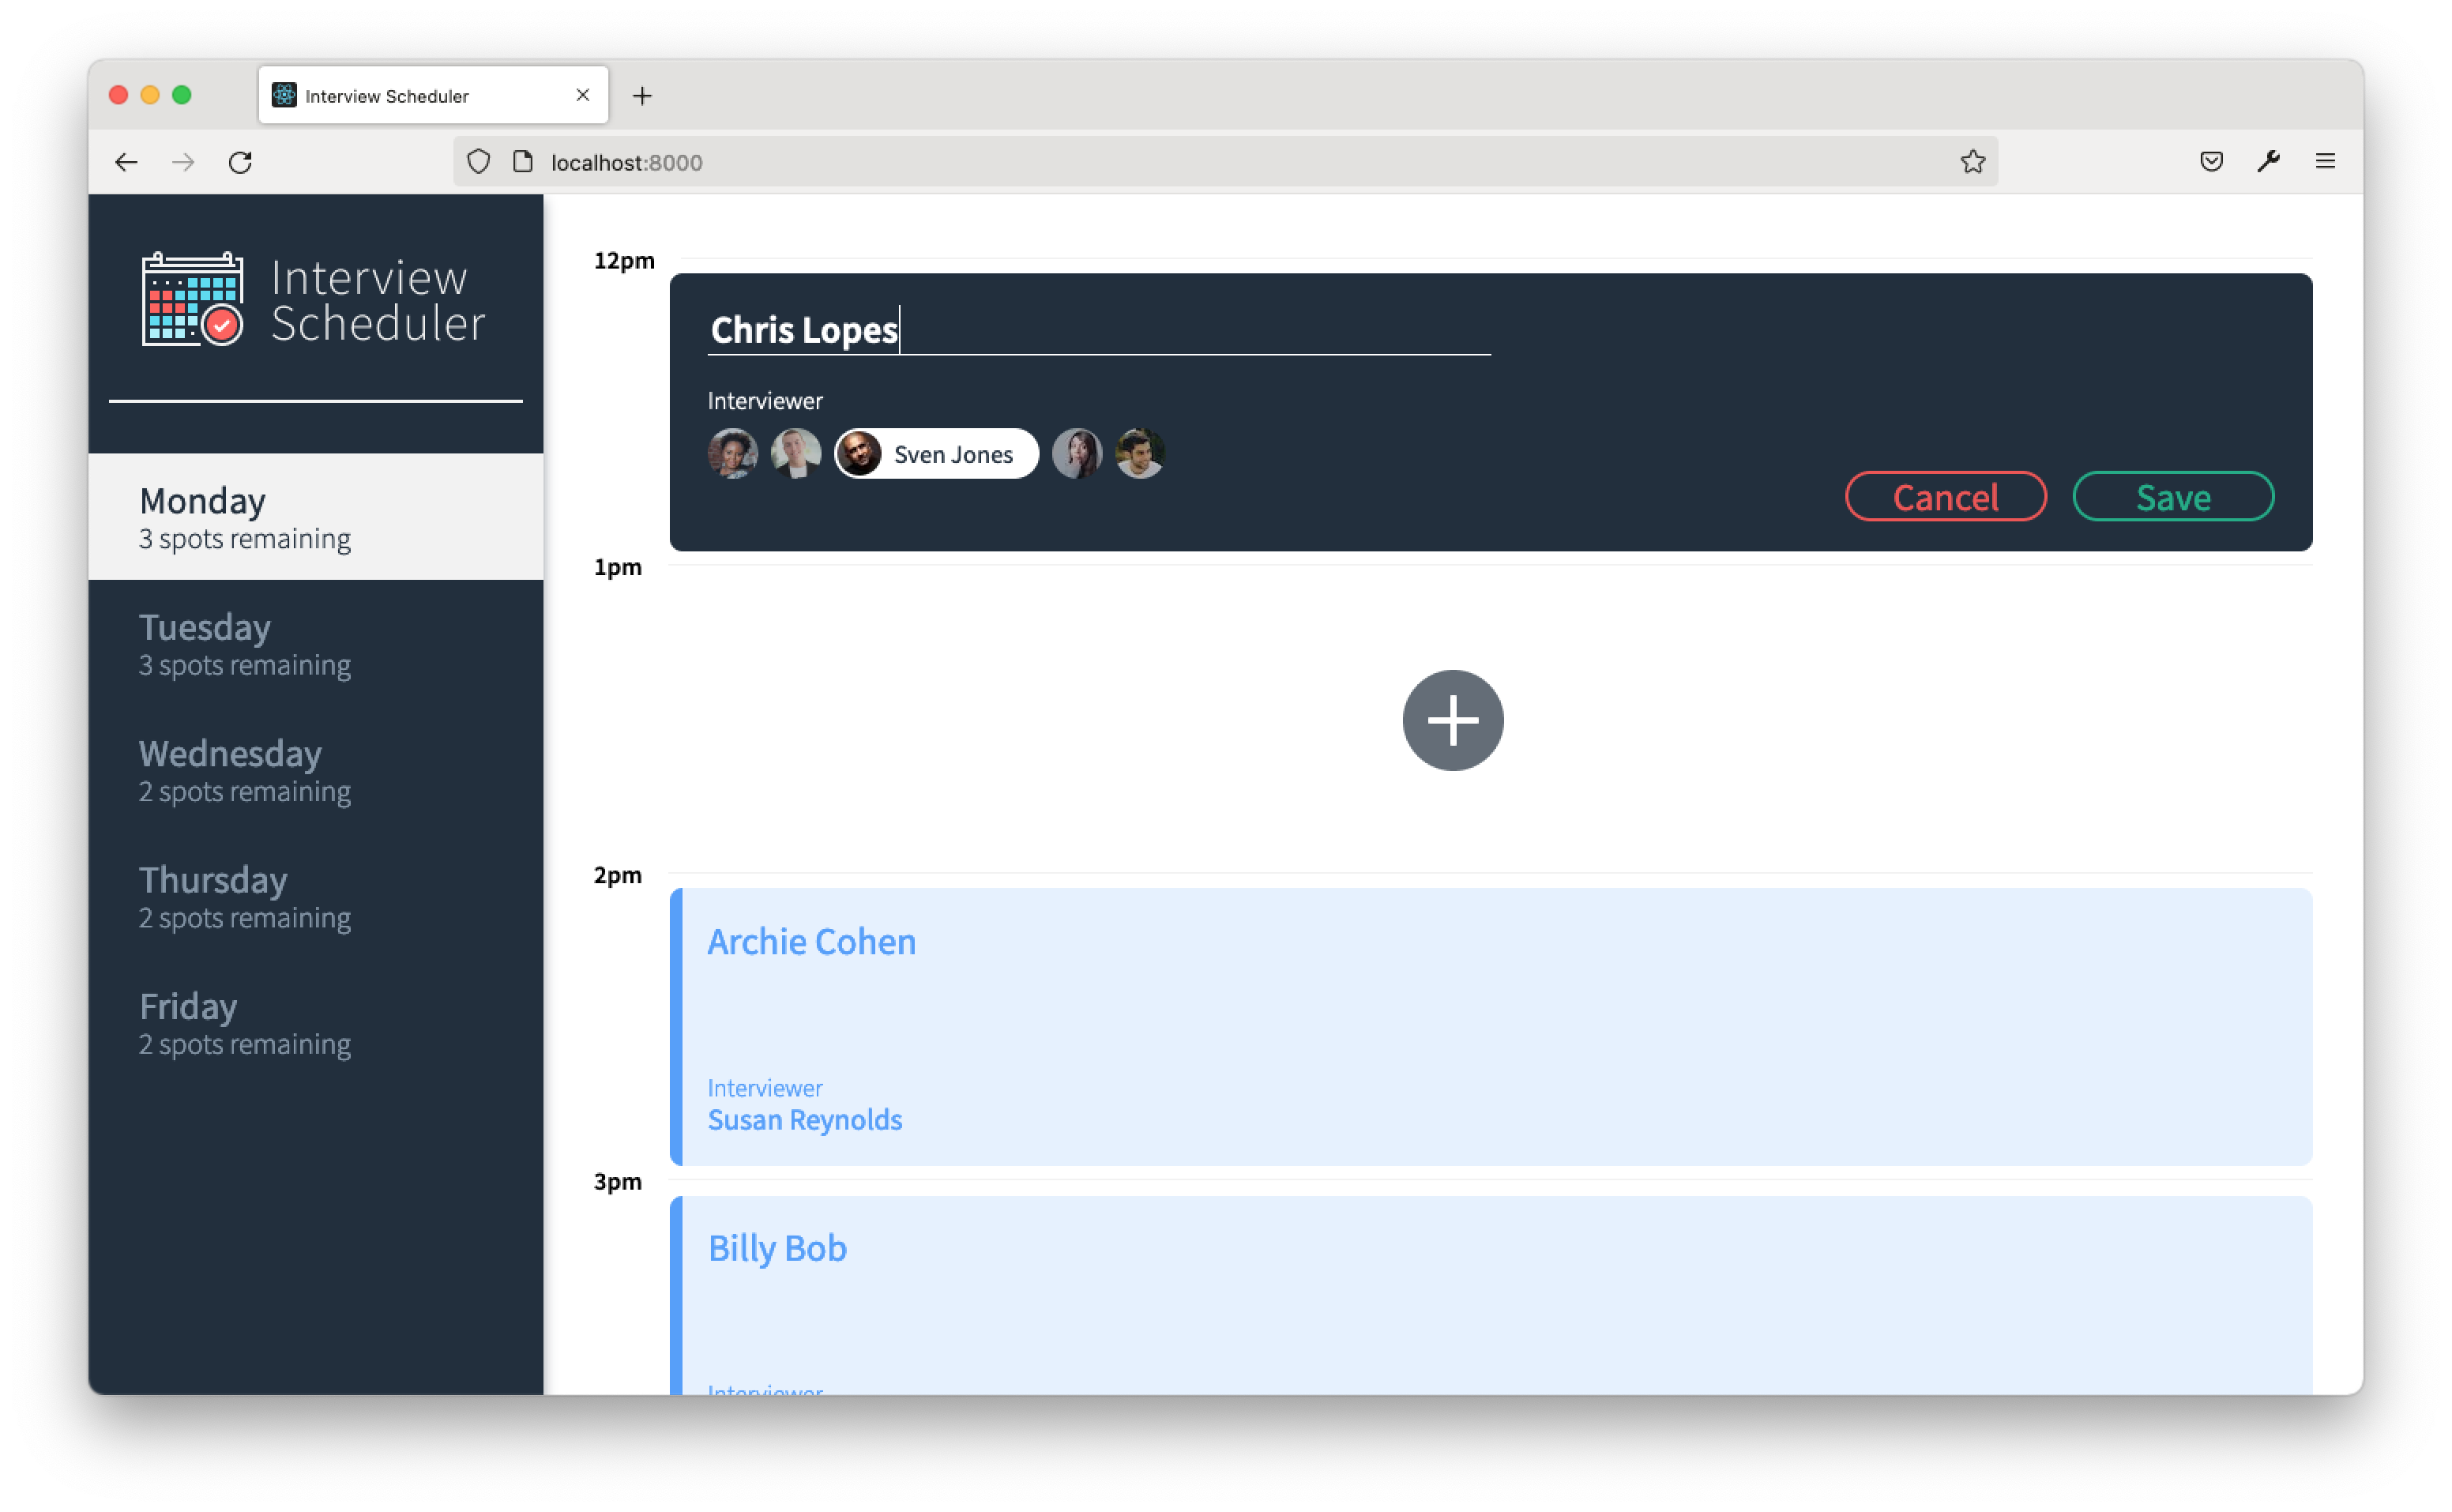 Interview Scheduler
localhost:8000
Interview
Scheduler
Monday
3 spots remaining
Tuesday
3 spots remaining
Wednesday
2 spots remaining
Thursday
2 spots remaining
Friday
2 spots remaining
12pm
Chris Lopes
Interviewer
Sven Jones
Cancel
Save
1pm
2pm
Archie Cohen
Interviewer
Susan Reynolds
3pm
Billy Bob
Interviewer